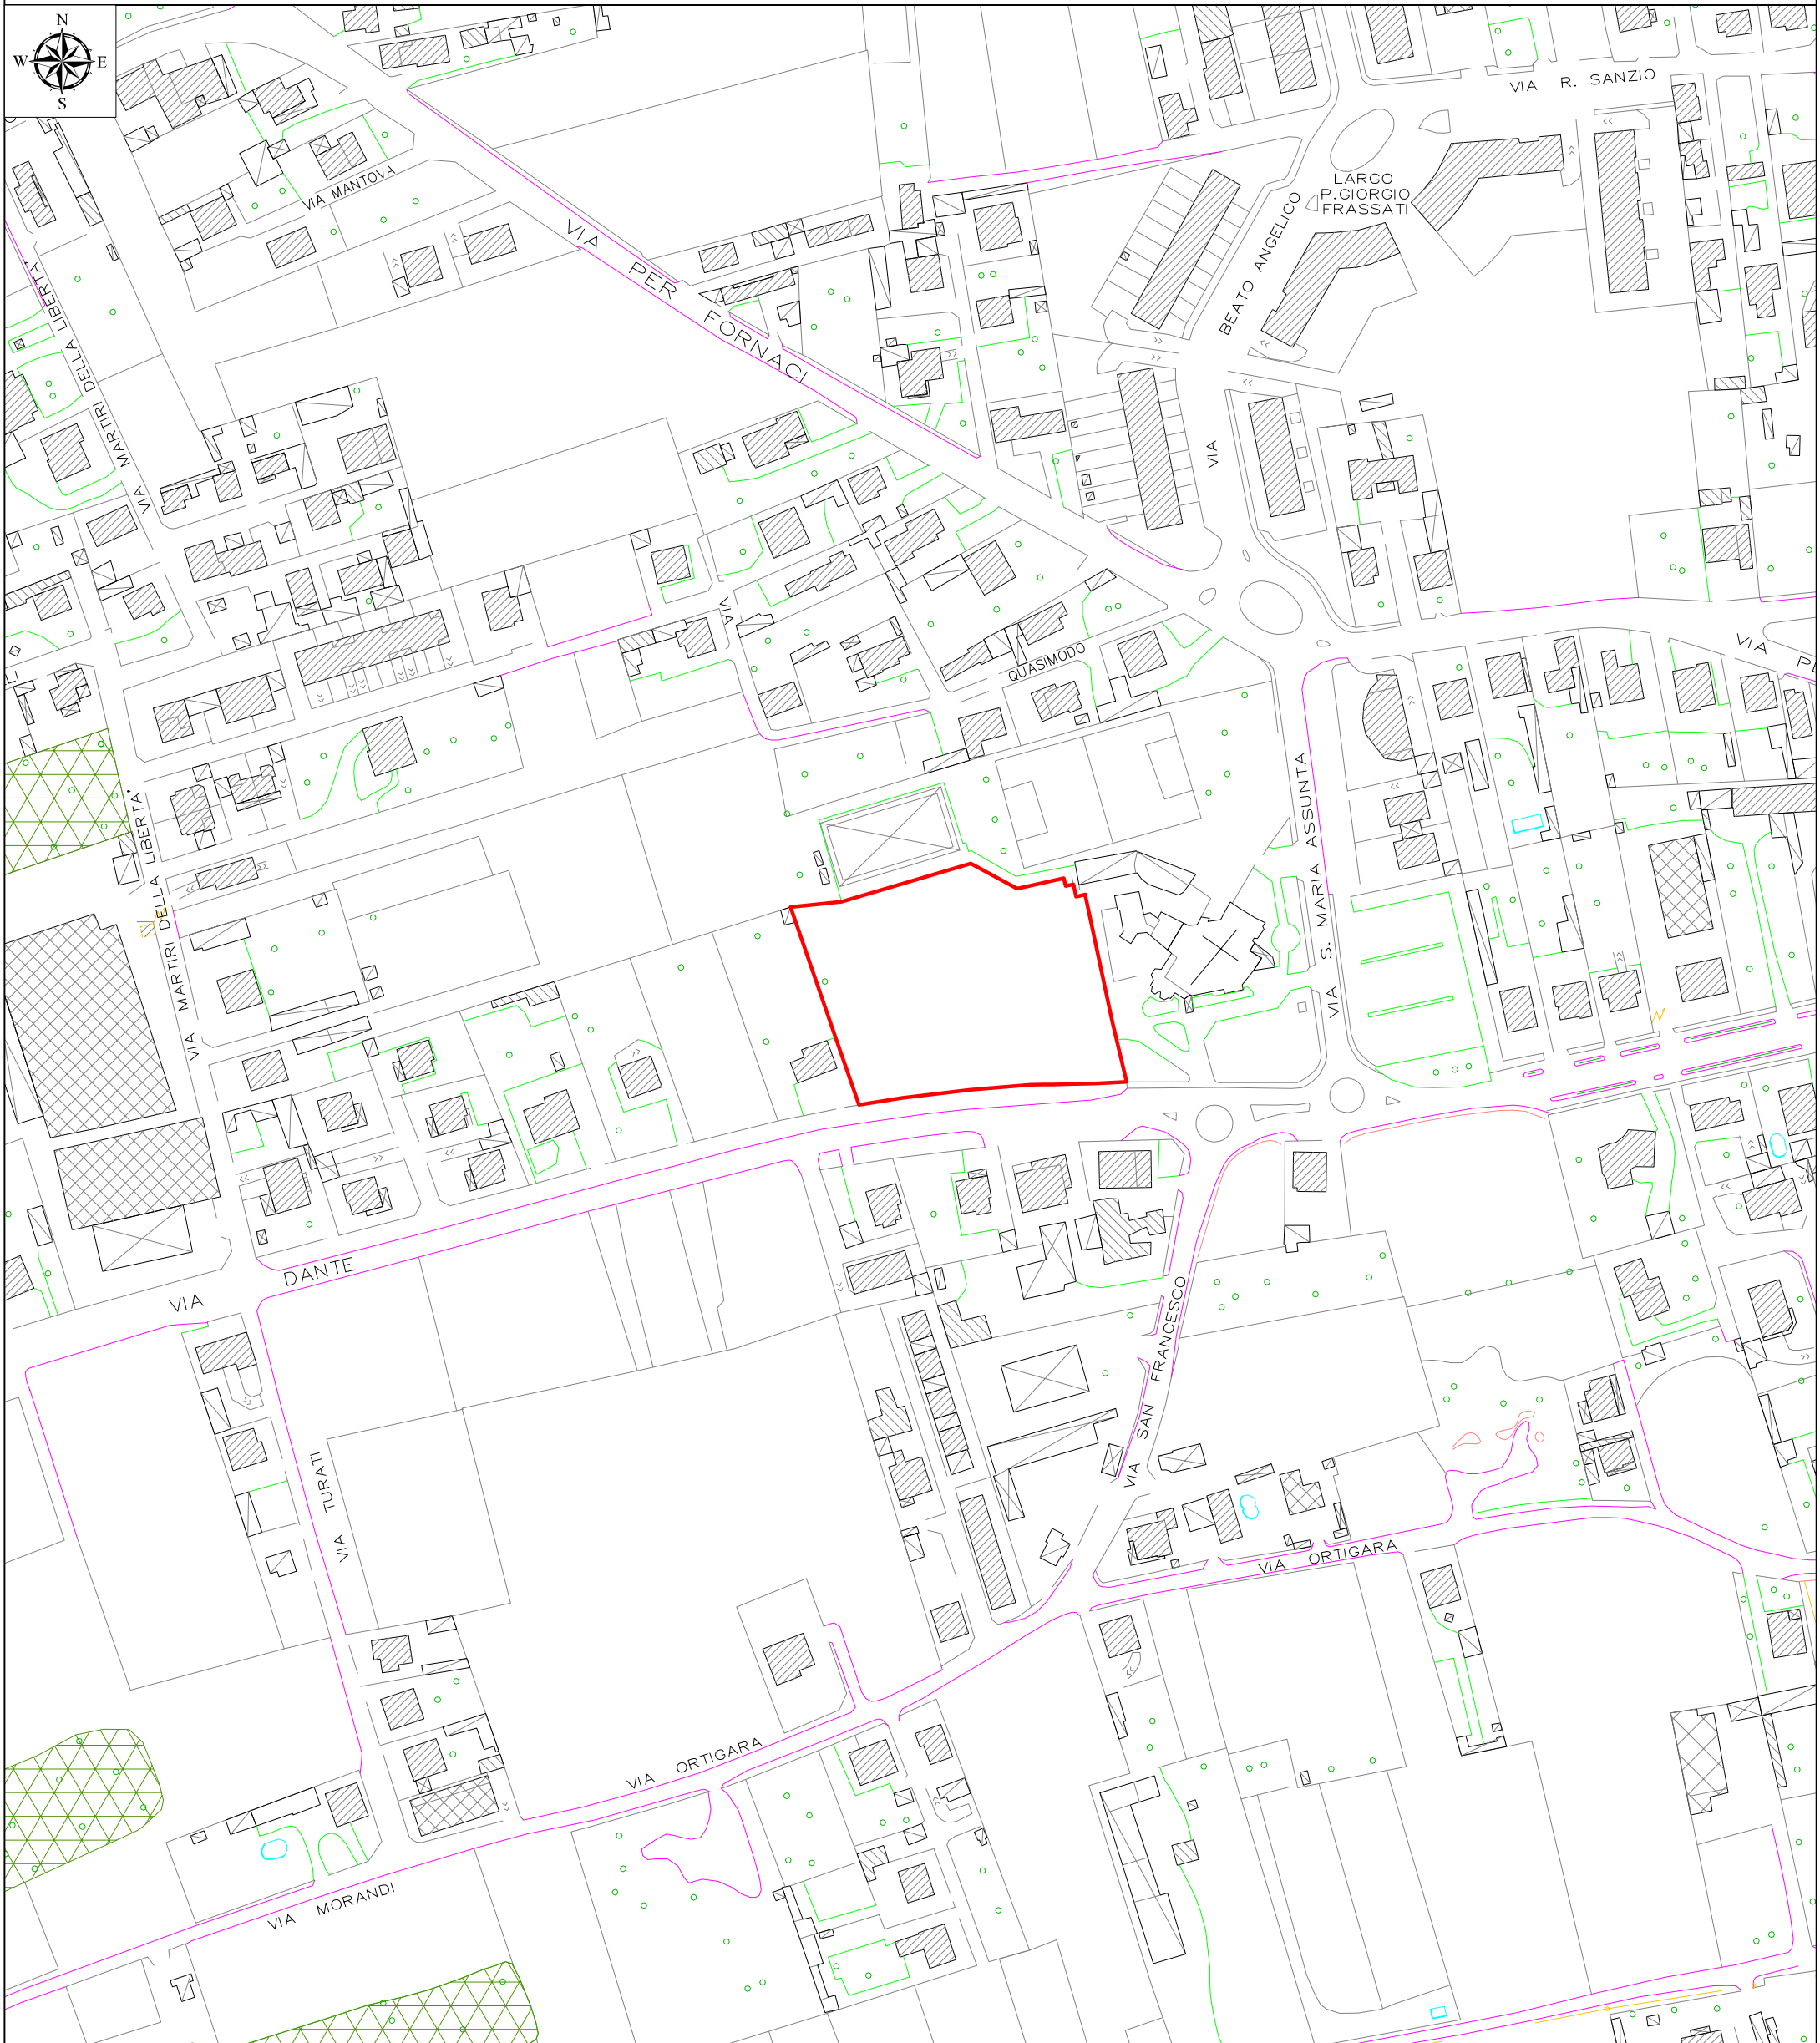 N
W E
S
VIA R. SANZIO
LARGO
P.GIORGIO
FRASSATI
VIA MANTOVA
VIA PER FORNACI
BEATO ANGELICO
VIA
VIA MARTIRI DELLA LIBERTA'
VIA
QUASIMODO
VIA
VIA S. MARIA ASSUNTA
VIA MARTIRI DELLA LIBERTA'
VIA DANTE
VIA SAN FRANCESCO
VIA TURATI
VIA ORTIGARA
VIA ORTIGARA
VIA MORANDI